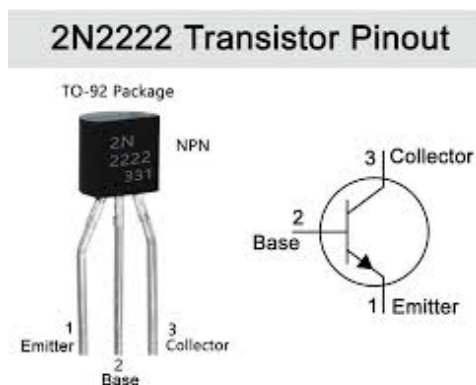 2N2222 Transistor Pinout
TO-92 Package
2N
2222
331
NPN
1
Emitter
2
Base
3
Collector
3 Collector
2
Base
1 Emitter